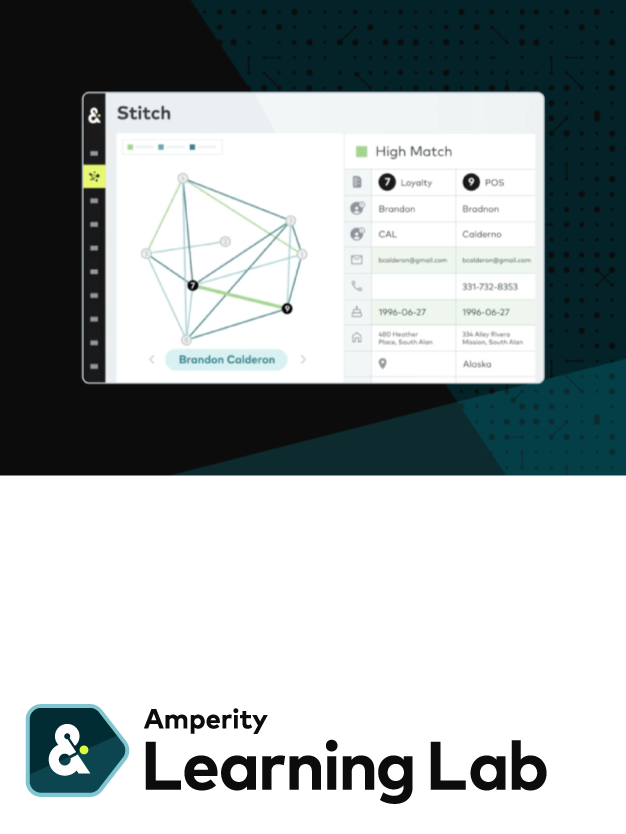 &
Stitch
High Match
7 Loyalty
9 POS
Brandon
Bradnon
CAL
Calderno
bcalderon@gmail.com
bcalderon@gmail.com
331-732-8353
1996-06-27
1996-06-27
480 Heather
Place, South Alan
334 Alley Rivera
Mission, South Alan
Alaska
7
9
Brandon Calderon
&
Amperity
Learning Lab